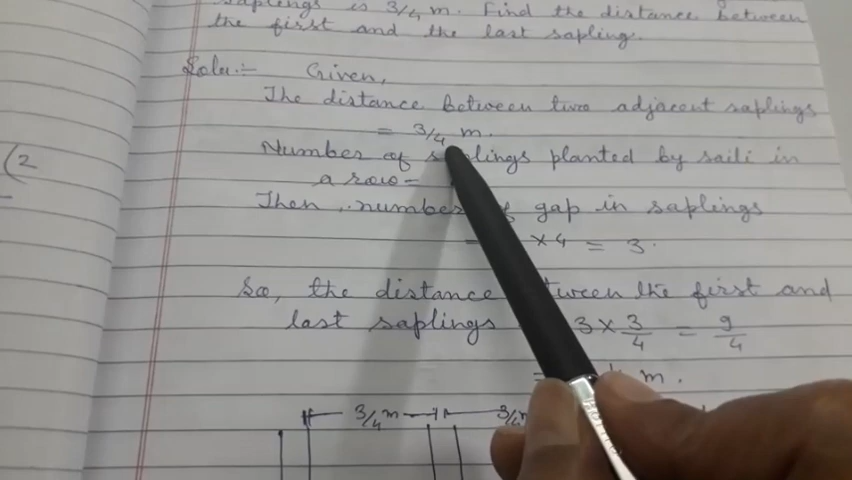 saplings is 3/4 m. Find the distance between
the first and the last sapling.
Soln:- Given,
The distance between two adjacent saplings
= 3/4 m.
Number of saplings planted by saili in
a row =
Then, number of gap in saplings
= ×4 = 3.
So, the distance between the first and
last saplings 3 × 3/4 = 9/4
= m.
3/4 m 3/4 m
(2